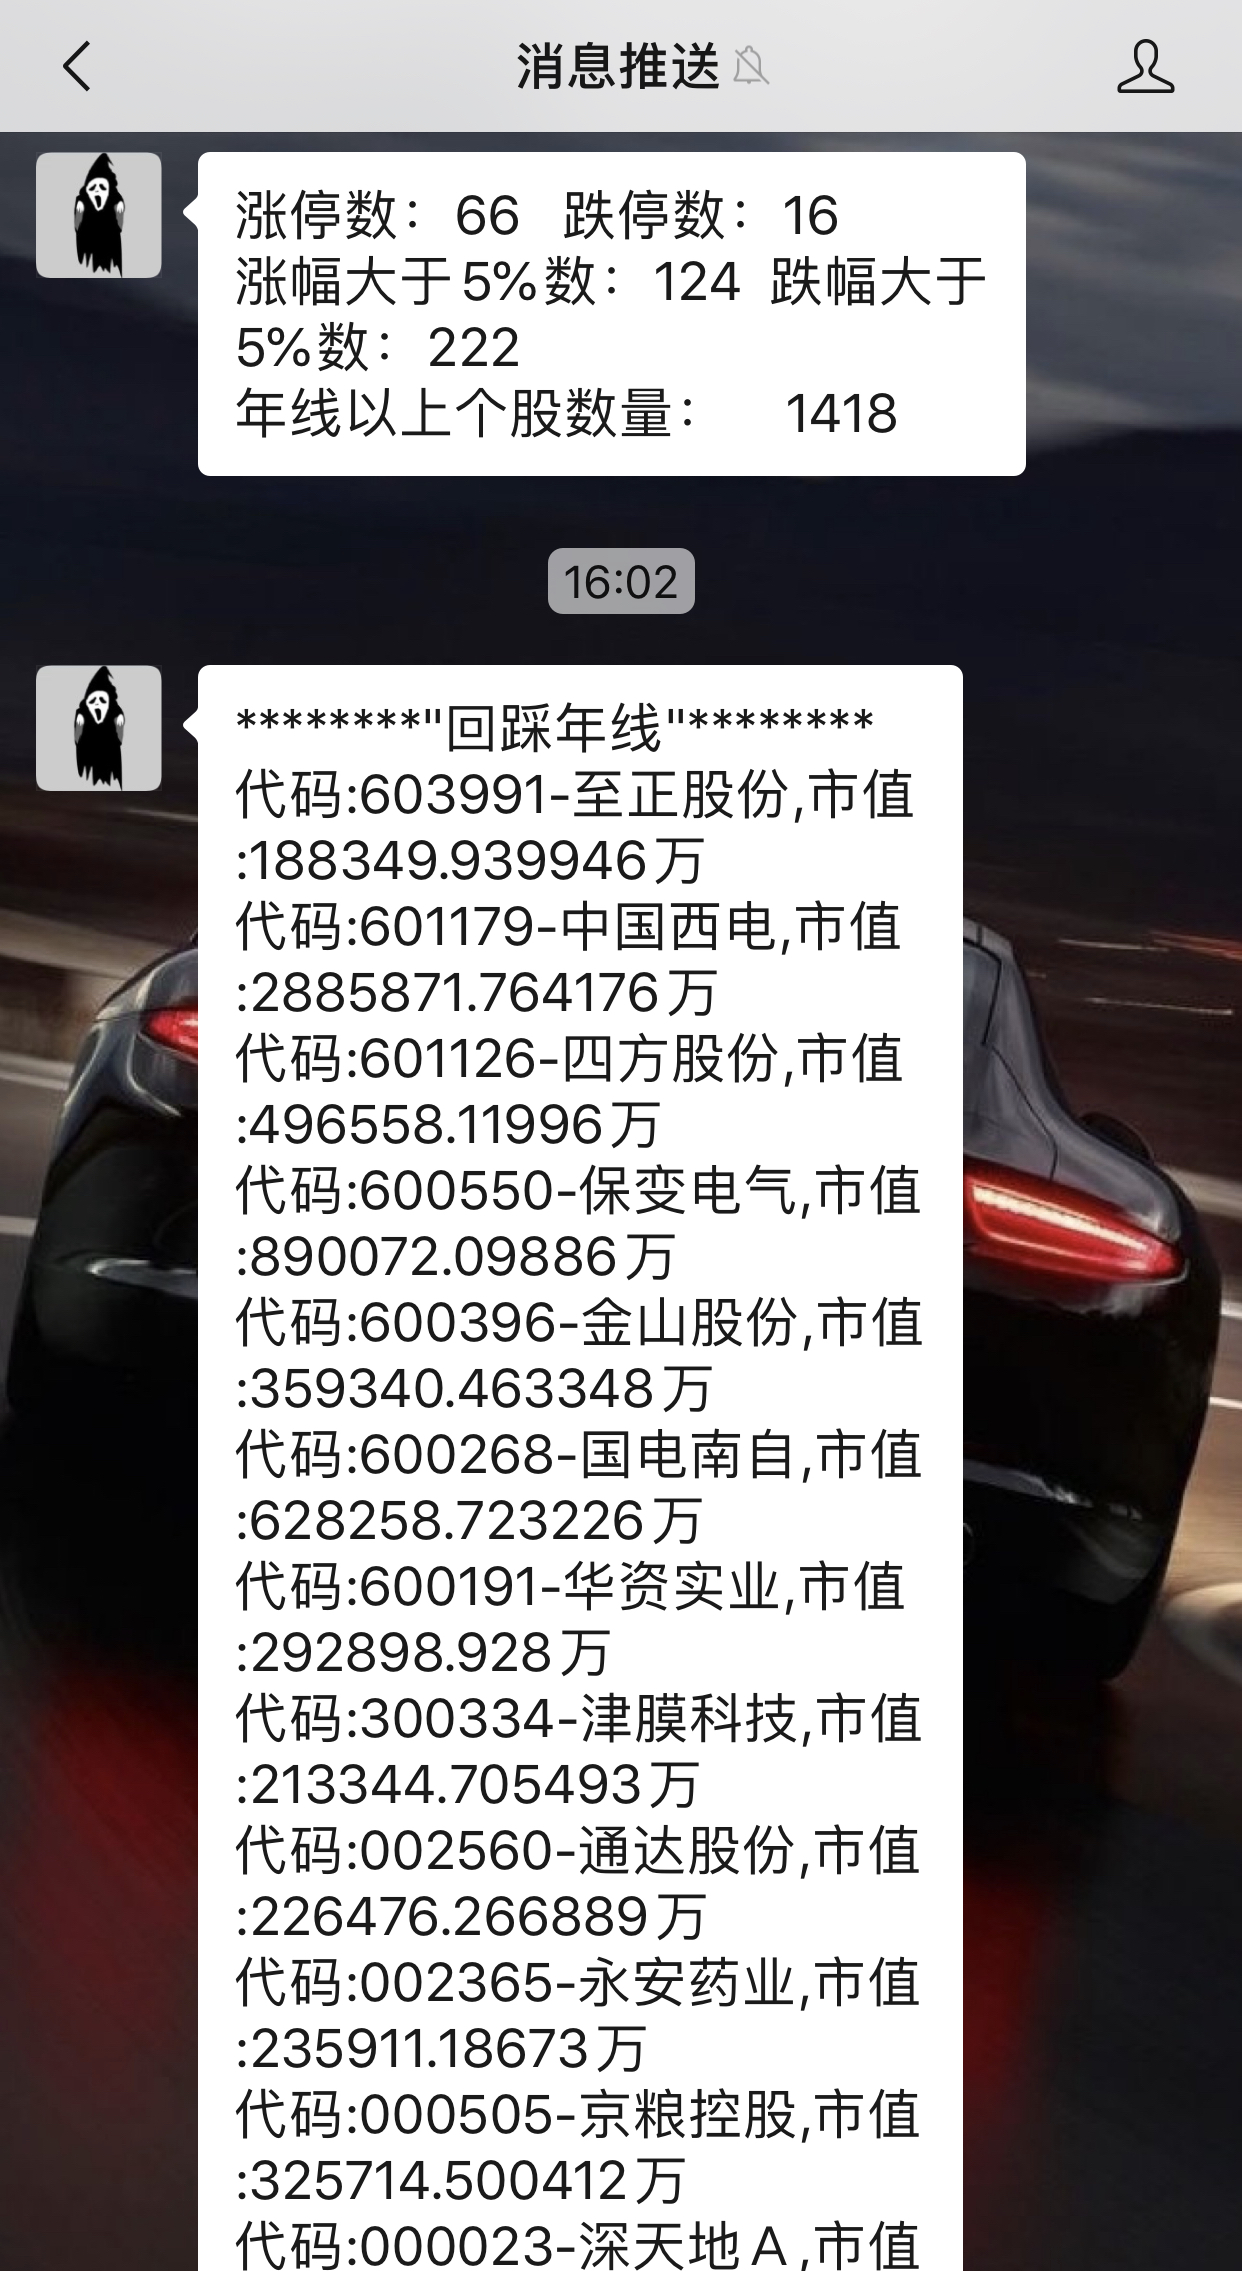 消息推送
涨停数：66 跌停数：16
涨幅大于5%数：124 跌幅大于
5%数：222
年线以上个股数量： 1418
16:02
********"回踩年线"********
代码:603991-至正股份,市值
:188349.939946万
代码:601179-中国西电,市值
:2885871.764176万
代码:601126-四方股份,市值
:496558.11996万
代码:600550-保变电气,市值
:890072.09886万
代码:600396-金山股份,市值
:359340.463348万
代码:600268-国电南自,市值
:628258.723226万
代码:600191-华资实业,市值
:292898.928万
代码:300334-津膜科技,市值
:213344.705493万
代码:002560-通达股份,市值
:226476.266889万
代码:002365-永安药业,市值
:235911.18673万
代码:000505-京粮控股,市值
:325714.500412万
代码:000023-深天地Ａ,市值